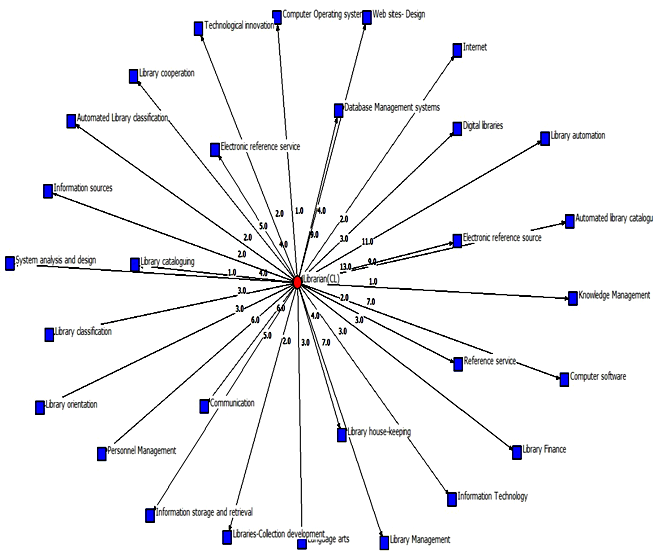 Computer Operating system
Web sites- Design
Technological innovation
Internet
Library cooperation
Database Management systems
Automated Library classification
Digital libraries
Library automation
Electronic reference service
Information sources
2.0
1.0
4.0
2.0
Automated library catalogu
5.0
9.0
2.0
4.0
3.0
11.0
Electronic reference source
2.0
System analyss and design
Library cataloguing
9.0
13.0
1.0
4.0
Librarian(CL)
1.0
3.0
2.0
7.0
Knowledge Management
3.0
6.0
6.0
4.0
3.0
Library classification
5.0
2.0
3.0
7.0
3.0
Reference service
Computer software
Library orientation
Communication
Library house-keeping
Personnel Management
Library Finance
Information Technology
Information storage and retrieval
Libraries-Collection development
arts
Library Management